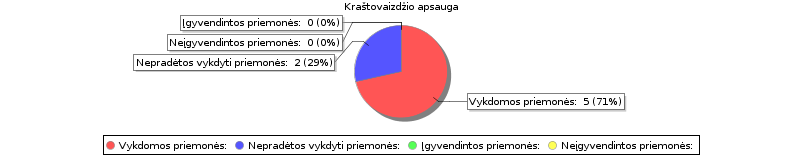 Kraštovaizdžio apsauga
Įgyvendintos priemonės: 0 (0%)
Neįgyvendintos priemonės: 0 (0%)
Nepradėtos vykdyti priemonės: 2 (29%)
Vykdomos priemonės: 5 (71%)
Vykdomos priemonės: Nepradėtos vykdyti priemonės: Įgyvendintos priemonės: Neįgyvendintos priemonės: